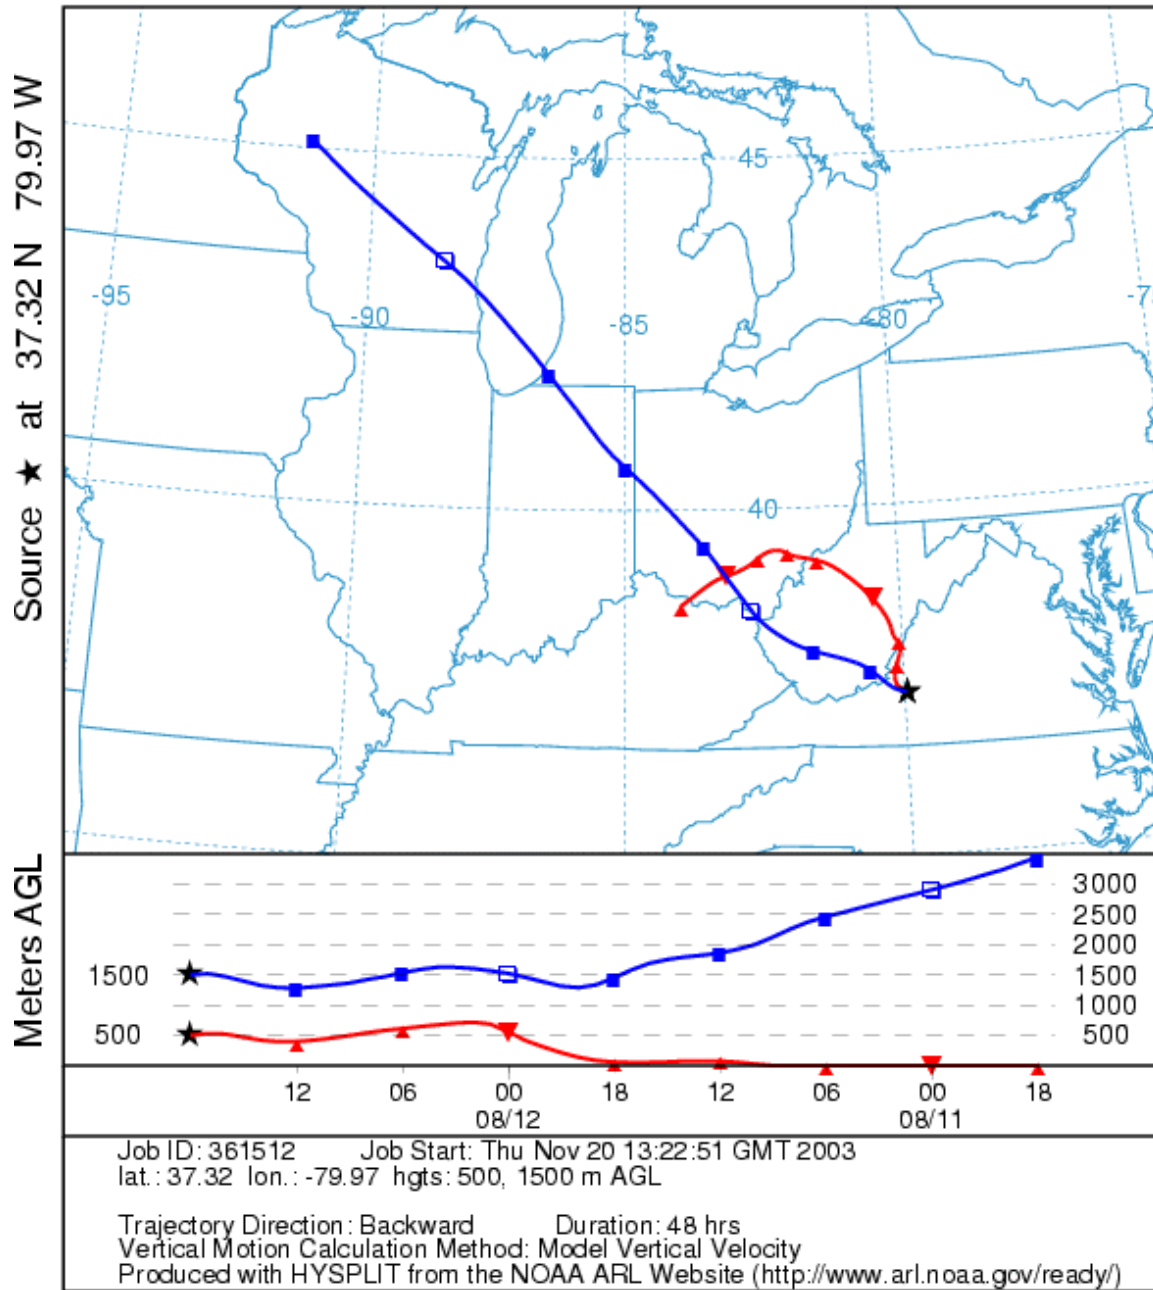 Source ★ at 37.32 N 79.97 W
45
-95
-90
-85
-80
-7
40
Meters AGL
1500
500
3000
2500
2000
1500
1000
500
12 06 00 18 12 06 00 18
08/12 08/11
Job ID: 361512 Job Start: Thu Nov 20 13:22:51 GMT 2003
lat.: 37.32 lon.: -79.97 hgts: 500, 1500 m AGL
Trajectory Direction: Backward Duration: 48 hrs
Vertical Motion Calculation Method: Model Vertical Velocity
Produced with HYSPLIT from the NOAA ARL Website (http://www.arl.noaa.gov/ready/)